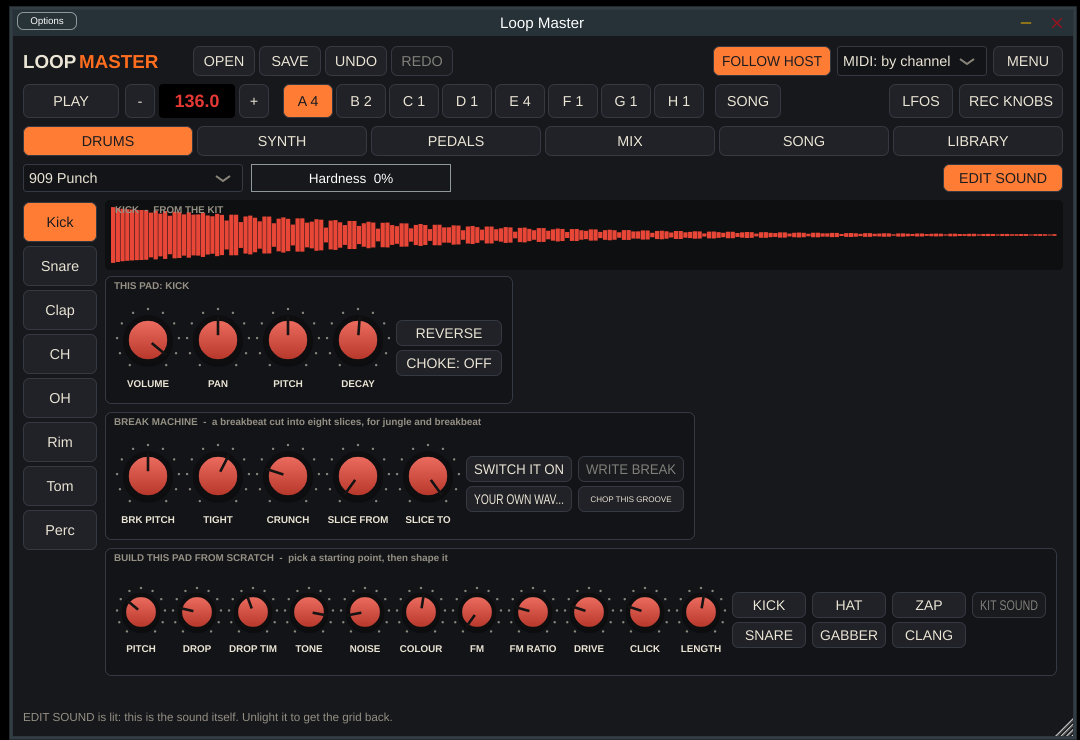 Options
Loop Master
LOOPMASTER OPEN SAVE UNDO REDO FOLLOW HOST MIDI: by channel MENU
PLAY - 136.0 + A 4 B 2 C 1 D 1 E 4 F 1 G 1 H 1 SONG LFOS REC KNOBS
DRUMS SYNTH PEDALS MIX SONG LIBRARY
909 Punch Hardness 0% EDIT SOUND
Kick
Snare
Clap
CH
OH
Rim
Tom
Perc
KICK - FROM THE KIT
THIS PAD: KICK
VOLUME PAN PITCH DECAY
REVERSE
CHOKE: OFF
BREAK MACHINE - a breakbeat cut into eight slices, for jungle and breakbeat
BRK PITCH TIGHT CRUNCH SLICE FROM SLICE TO
SWITCH IT ON WRITE BREAK
YOUR OWN WAV... CHOP THIS GROOVE
BUILD THIS PAD FROM SCRATCH - pick a starting point, then shape it
PITCH DROP DROP TIM TONE NOISE COLOUR FM FM RATIO DRIVE CLICK LENGTH
KICK HAT ZAP KIT SOUND
SNARE GABBER CLANG
EDIT SOUND is lit: this is the sound itself. Unlight it to get the grid back.